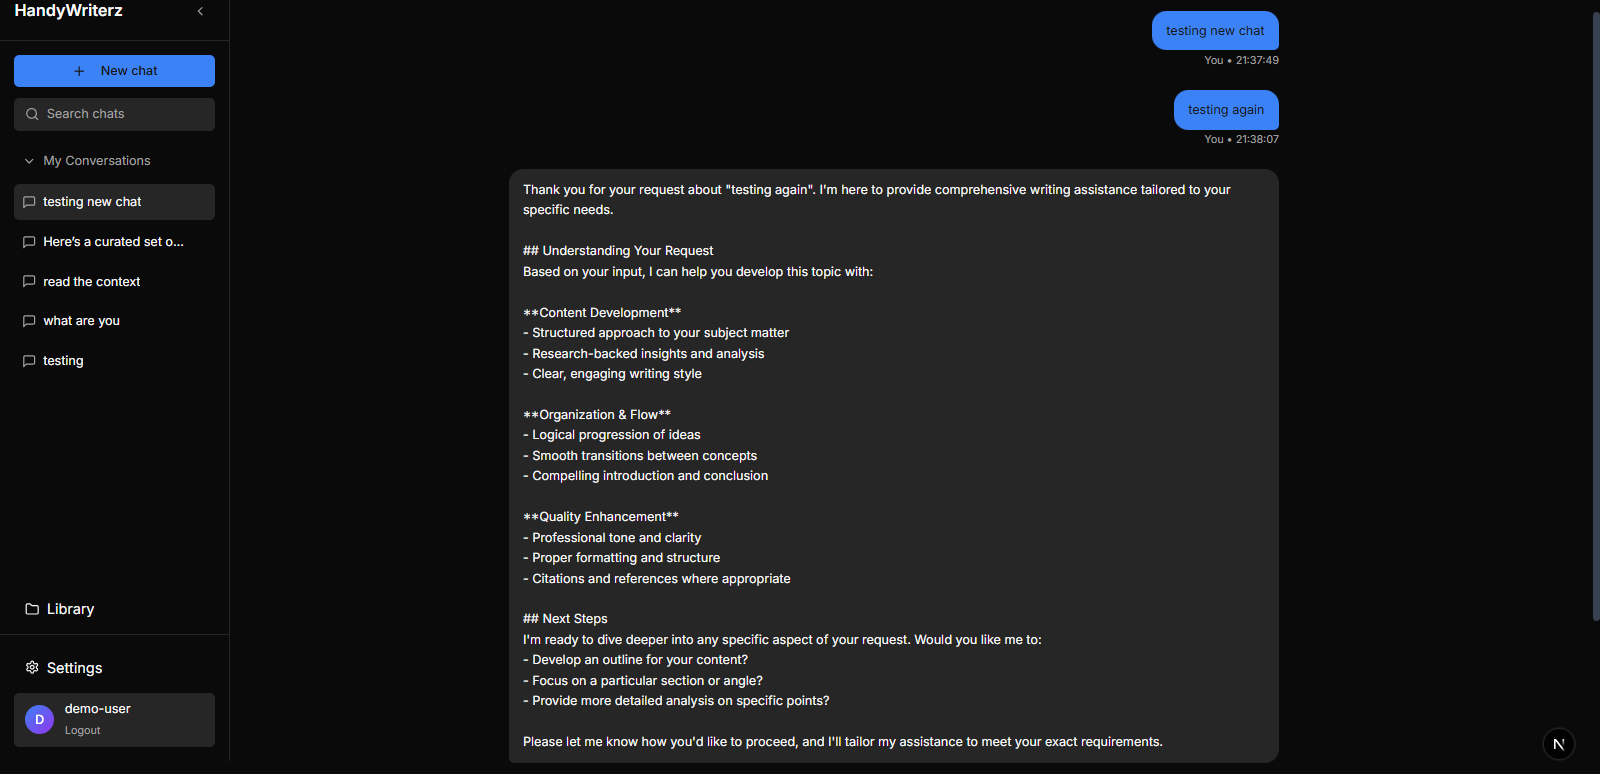 HandyWriterz
New chat
Search chats
My Conversations
testing new chat
Here's a curated set o...
read the context
what are you
testing
Library
Settings
D
demo-user
Logout
testing new chat
You • 21:37:49
testing again
You • 21:38:07
Thank you for your request about "testing again". I'm here to provide comprehensive writing assistance tailored to your
specific needs.
## Understanding Your Request
Based on your input, I can help you develop this topic with:
**Content Development**
- Structured approach to your subject matter
- Research-backed insights and analysis
- Clear, engaging writing style
**Organization & Flow**
- Logical progression of ideas
- Smooth transitions between concepts
- Compelling introduction and conclusion
**Quality Enhancement**
- Professional tone and clarity
- Proper formatting and structure
- Citations and references where appropriate
## Next Steps
I'm ready to dive deeper into any specific aspect of your request. Would you like me to:
- Develop an outline for your content?
- Focus on a particular section or angle?
- Provide more detailed analysis on specific points?
Please let me know how you'd like to proceed, and I'll tailor my assistance to meet your exact requirements.
N